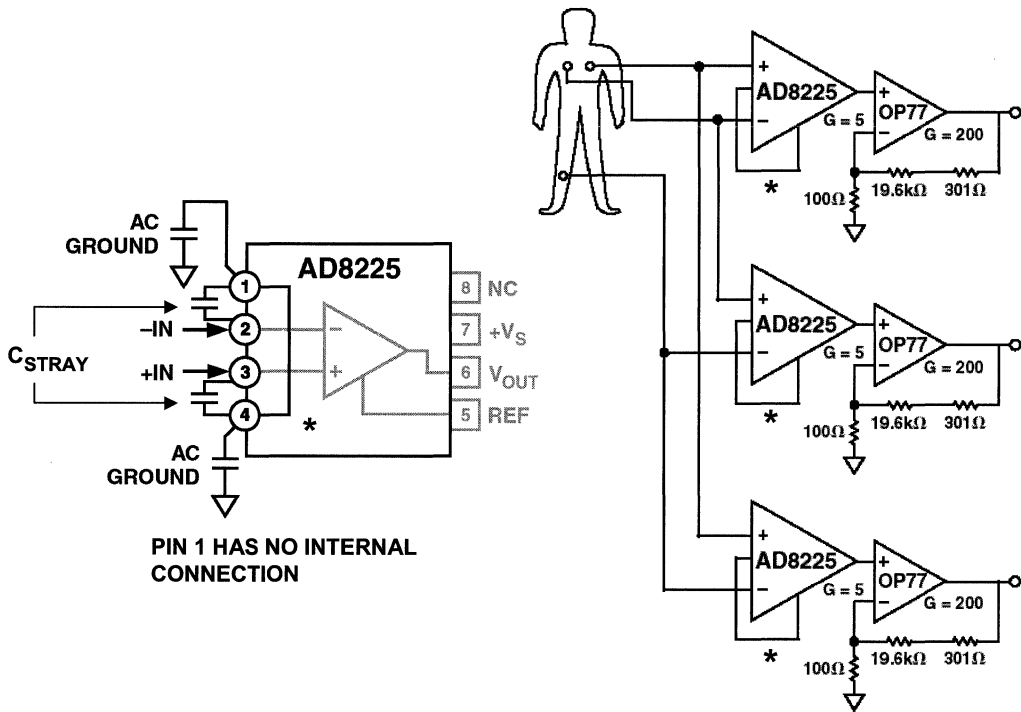 AC
GROUND
AD8225
1
2
3
4
–IN
+IN
CSTRAY
8 NC
7 +VS
6 VOUT
5 REF
*
AC
GROUND
PIN 1 HAS NO INTERNAL
CONNECTION
+
AD8225
–
G = 5
*
+
OP77
–
G = 200
100Ω
19.6kΩ
301Ω
+
AD8225
–
G = 5
*
+
OP77
–
G = 200
100Ω
19.6kΩ
301Ω
+
AD8225
–
G = 5
*
+
OP77
–
G = 200
100Ω
19.6kΩ
301Ω